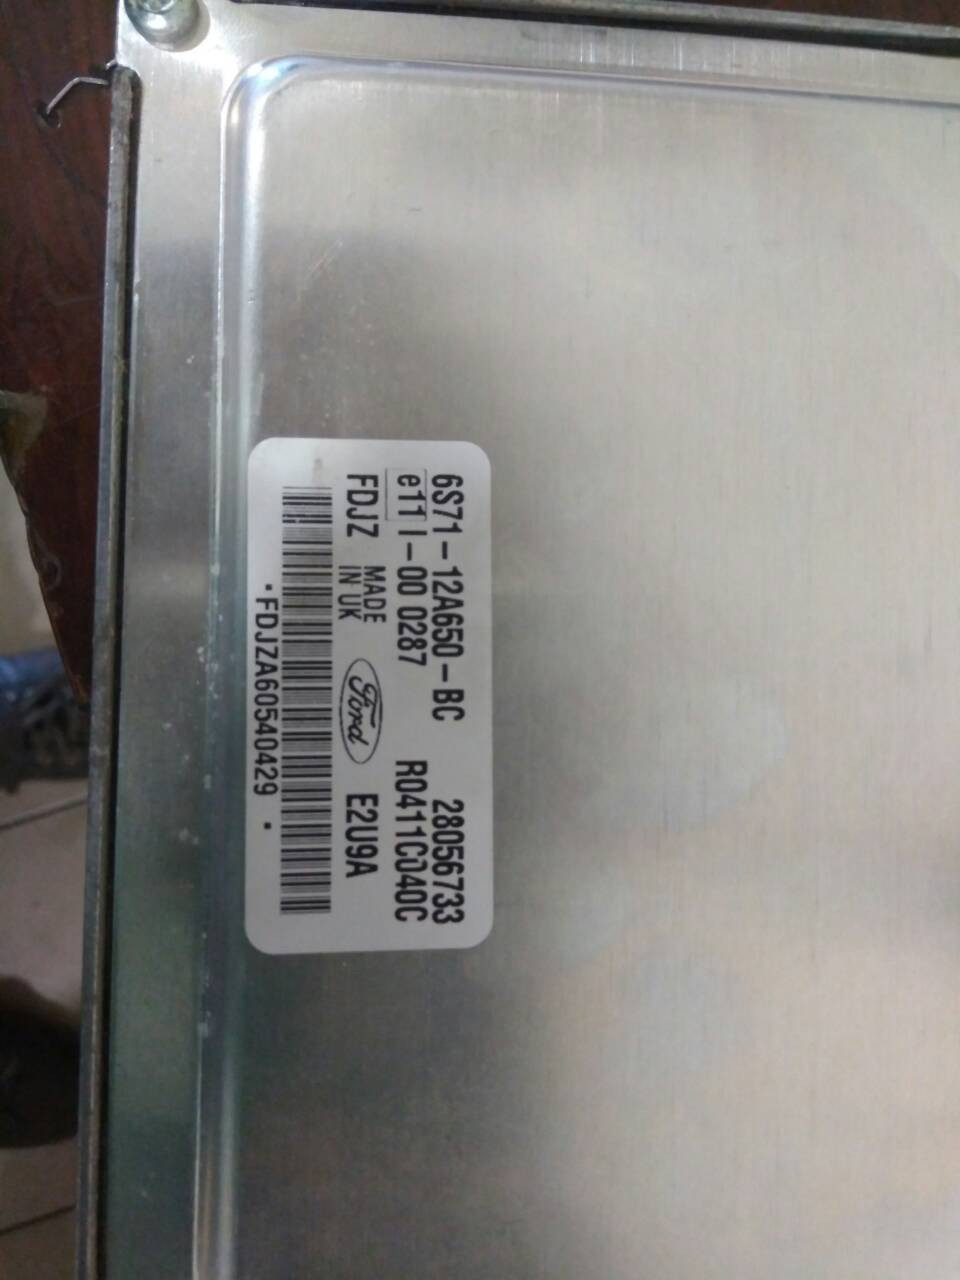 6S71-12A650-BC 28056733
e11 I-00 0287 R0411C040C
FDJZ MADE IN UK Ford E2U9A
·FDJZA60540429 ·